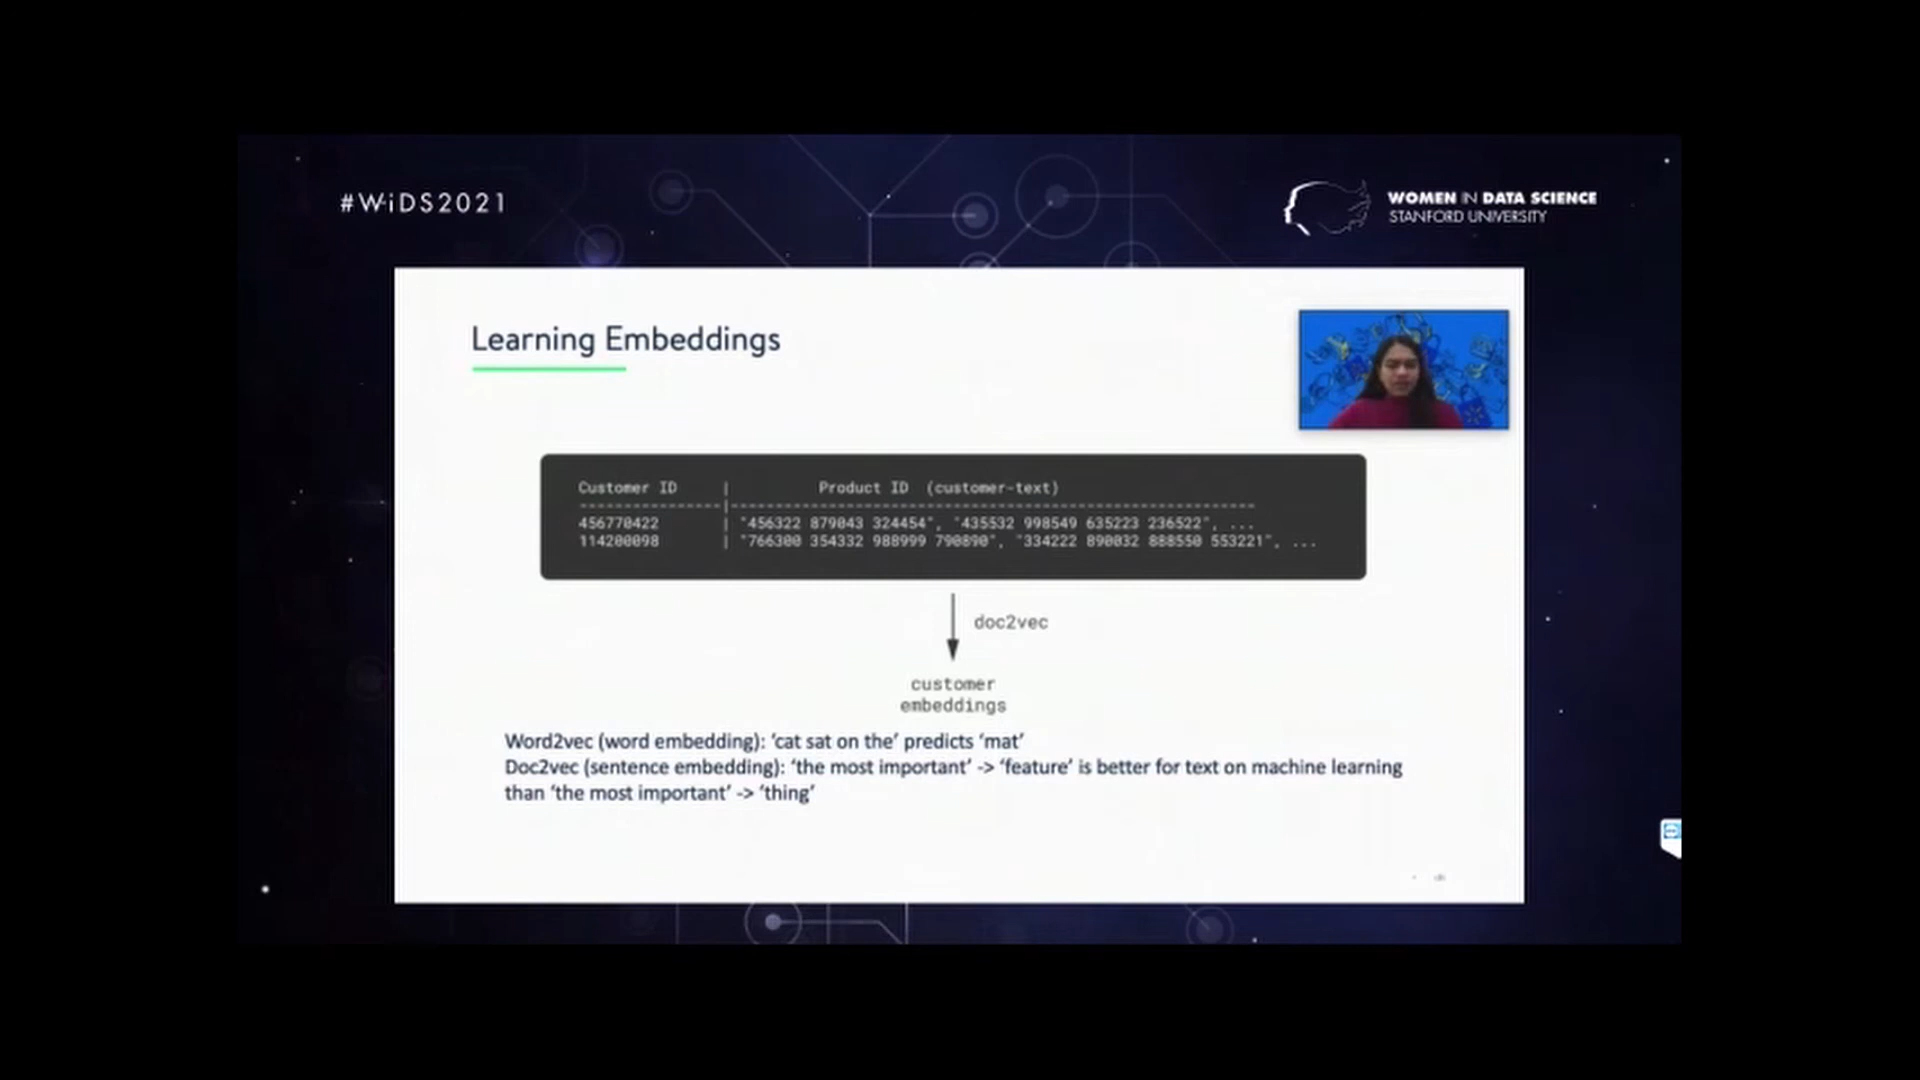 #WiDS2021
WOMEN IN DATA SCIENCE
STANFORD UNIVERSITY
Learning Embeddings
Customer ID | Product ID (customer-text)
----------------|-----------------------------------------------------------
456770422 | "456322 879043 324454", "435532 998549 635223 236522", ...
114200098 | "766300 354332 988999 790890", "334222 890032 888550 553221", ...
doc2vec
customer
embeddings
Word2vec (word embedding): ‘cat sat on the’ predicts ‘mat’
Doc2vec (sentence embedding): ‘the most important’ -> ‘feature’ is better for text on machine learning
than ‘the most important’ -> ‘thing’